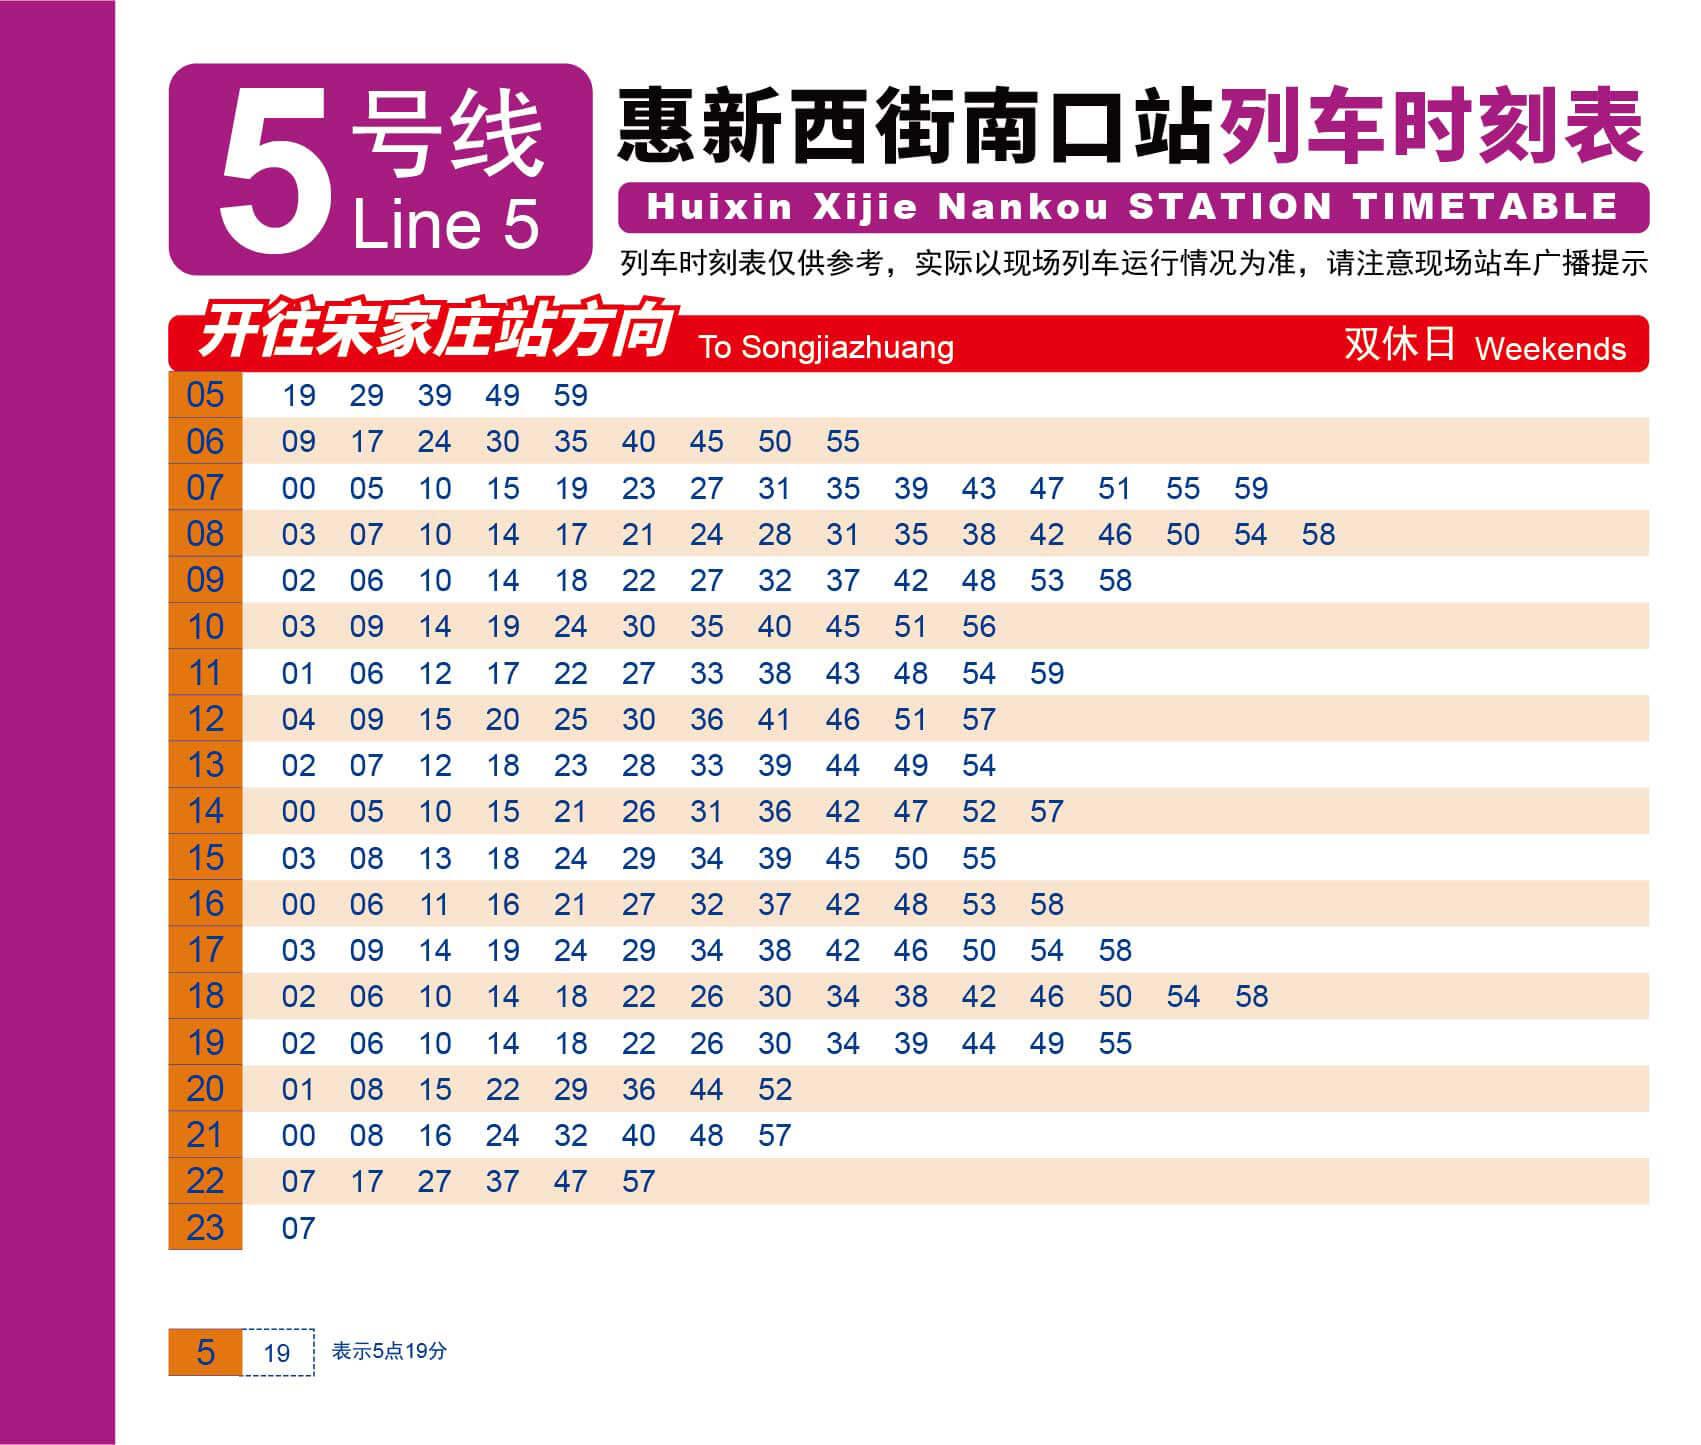 5号线
Line 5
惠新西街南口站列车时刻表
Huixin Xijie Nankou STATION TIMETABLE
列车时刻表仅供参考，实际以现场列车运行情况为准，请注意现场站车广播提示
开往宋家庄站方向 To Songjiazhuang 双休日 Weekends
05 19 29 39 49 59
06 09 17 24 30 35 40 45 50 55
07 00 05 10 15 19 23 27 31 35 39 43 47 51 55 59
08 03 07 10 14 17 21 24 28 31 35 38 42 46 50 54 58
09 02 06 10 14 18 22 27 32 37 42 48 53 58
10 03 09 14 19 24 30 35 40 45 51 56
11 01 06 12 17 22 27 33 38 43 48 54 59
12 04 09 15 20 25 30 36 41 46 51 57
13 02 07 12 18 23 28 33 39 44 49 54
14 00 05 10 15 21 26 31 36 42 47 52 57
15 03 08 13 18 24 29 34 39 45 50 55
16 00 06 11 16 21 27 32 37 42 48 53 58
17 03 09 14 19 24 29 34 38 42 46 50 54 58
18 02 06 10 14 18 22 26 30 34 38 42 46 50 54 58
19 02 06 10 14 18 22 26 30 34 39 44 49 55
20 01 08 15 22 29 36 44 52
21 00 08 16 24 32 40 48 57
22 07 17 27 37 47 57
23 07
5 19 表示5点19分